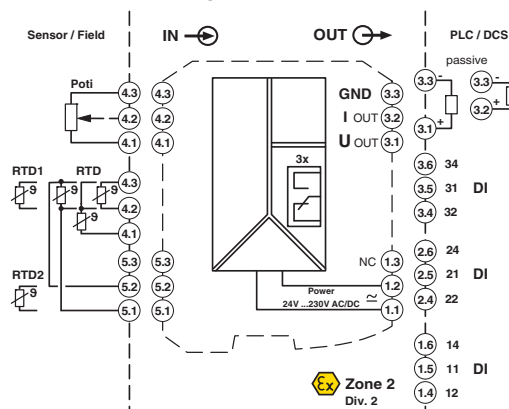 Sensor / Field
IN
OUT
PLC / DCS
passive
Poti
4.3
4.2
4.1
4.3
4.2
4.1
GND 3.3
I OUT 3.2
U OUT 3.1
3.3 -
3.1 +
3.3 -
3.2 +
3x
3.6 34
3.5 31 DI
3.4 32
RTD1
RTD
ϑ
ϑ
ϑ
ϑ
4.3
4.2
4.1
5.3
5.2
5.1
5.3
5.2
5.1
RTD2
ϑ
NC 1.3
1.2
1.1
Power
24V ...230V AC/DC
2.6 24
2.5 21 DI
2.4 22
1.6 14
1.5 11 DI
1.4 12
Ex Zone 2
Div. 2